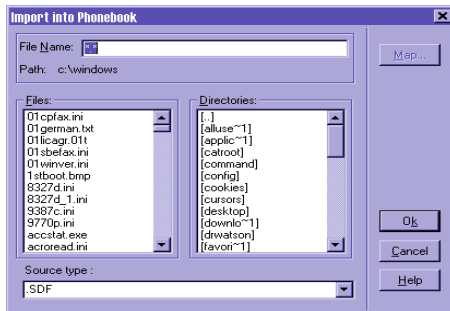 Import into Phonebook
File Name: *.*
Path: c:\windows
Map...
Files:
01cpfax.ini
01german.txt
01licagr.01t
01sbefax.ini
01winver.ini
1stboot.bmp
8327d.ini
8327d_1.ini
9387c.ini
9770p.ini
accstat.exe
acroread.ini
Directories:
[..]
[alluse~1]
[applic~1]
[catroot]
[command]
[config]
[cookies]
[cursors]
[desktop]
[downlo~1]
[drwatson]
[favori~1]
Ok
Cancel
Help
Source type :
.SDF